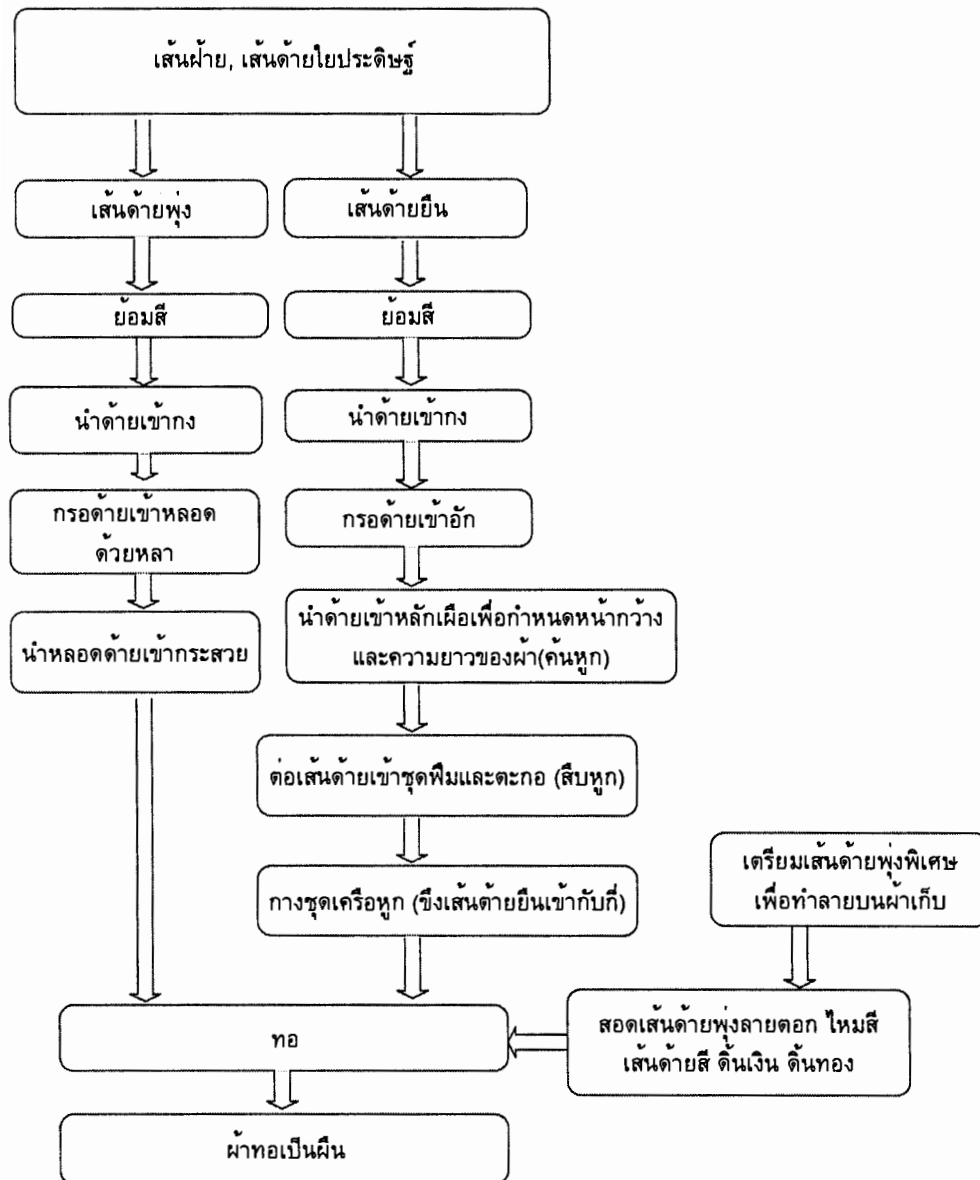 เส้นฝ้าย, เส้นด้ายใยประดิษฐ์
เส้นด้ายพุ่ง
เส้นด้ายยืน
ย้อมสี
ย้อมสี
นำด้ายเข้ากง
นำด้ายเข้ากง
กรอด้ายเข้าหลอด
ด้วยหลา
กรอด้ายเข้าอัก
นำหลอดด้ายเข้ากระสวย
นำด้ายเข้าหลักเผือเพื่อกำหนดหน้ากว้าง
และความยาวของผ้า(ค้นหูก)
ต่อเส้นด้ายเข้าชุดฟืมและตะกอ (สืบหูก)
กางชุดเครือหูก (ขึงเส้นด้ายยืนเข้ากับกี่)
เตรียมเส้นด้ายพุ่งพิเศษ
เพื่อทำลายบนผ้าเก็บ
สอดเส้นด้ายพุ่งลายดอก ไหมสี
เส้นด้ายสี ดิ้นเงิน ดิ้นทอง
ทอ
ผ้าทอเป็นผืน